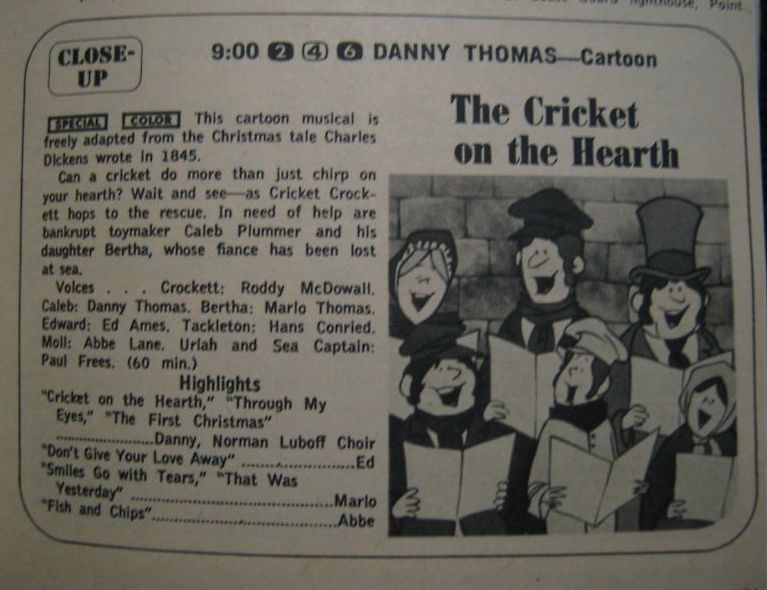 Guard lighthouse, Point
CLOSE-
UP
9:00 2 4 6 DANNY THOMAS—Cartoon
The Cricket
on the Hearth
SPECIAL COLOR This cartoon musical is
freely adapted from the Christmas tale Charles
Dickens wrote in 1845.
Can a cricket do more than just chirp on
your hearth? Wait and see—as Cricket Crock-
ett hops to the rescue. In need of help are
bankrupt toymaker Caleb Plummer and his
daughter Bertha, whose fiance has been lost
at sea.
Voices . . . Crockett: Roddy McDowall.
Caleb: Danny Thomas. Bertha: Marlo Thomas.
Edward: Ed Ames. Tackleton: Hans Conried.
Moll: Abbe Lane. Uriah and Sea Captain:
Paul Frees. (60 min.)
Highlights
"Cricket on the Hearth," "Through My
Eyes," "The First Christmas"
....................Danny, Norman Luboff Choir
"Don't Give Your Love Away" ....................Ed
"Smiles Go with Tears," "That Was
Yesterday" ....................................Marlo
"Fish and Chips"....................................Abbe